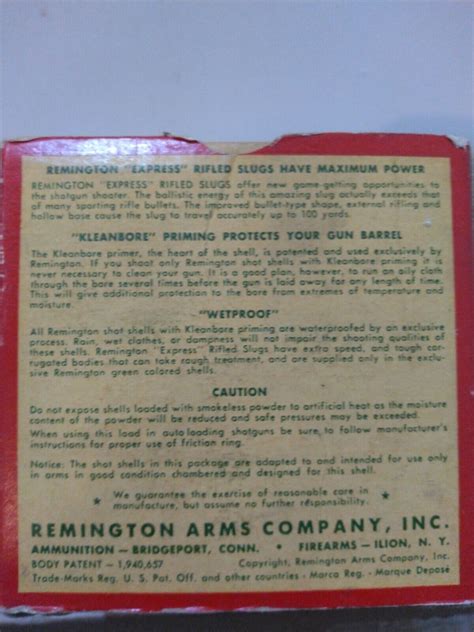 REMINGTON "EXPRESS" RIFLED SLUGS HAVE MAXIMUM POWER
REMINGTON "EXPRESS" RIFLED SLUGS offer new game-getting opportunities to
the shotgun shooter. The ballistic energy of this amazing slug actually exceeds that
of many sporting rifle bullets. The improved bullet-type shape, external rifling and
hollow base cause the slug to travel accurately up to 100 yards.
"KLEANBORE" PRIMING PROTECTS YOUR GUN BARREL
The Kleanbore primer, the heart of the shell, is patented and used exclusively by
Remington. If you shoot only Remington shot shells with Kleanbore priming it is
never necessary to clean your gun. It is a good plan, however, to run an oily cloth
through the bore several times before the gun is laid away for any length of time.
This will give additional protection to the bore from extremes of temperature and
moisture.
"WETPROOF"
All Remington shot shells with Kleanbore priming are waterproofed by an exclusive
process. Rain, wet clothes, or dampness will not impair the shooting qualities of
these shells. Remington "Express" Rifled Slugs have extra speed, and tough cor-
rugated bodies that can take rough treatment, and are supplied only in the exclu-
sive Remington green colored shells.
CAUTION
Do not expose shells loaded with smokeless powder to artificial heat as the moisture
content of the powder will be reduced and safe pressures may be exceeded.
When using this load in autoloading shotguns be sure to follow manufacturer's
instructions for proper use of friction ring.
Notice: The shot shells in this package are adapted to and intended for use only
in arms in good condition chambered and designed for this shell.
★ We guarantee the exercise of reasonable care in ★
manufacture, but assume no further responsibility.
REMINGTON ARMS COMPANY, INC.
AMMUNITION — BRIDGEPORT, CONN. • FIREARMS — ILION, N. Y.
BODY PATENT — 1,940,657 Copyright, Remington Arms Company, Inc.
Trade-Marks Reg. U. S. Pat. Off. and other countries - Marca Reg. - Marque Deposé